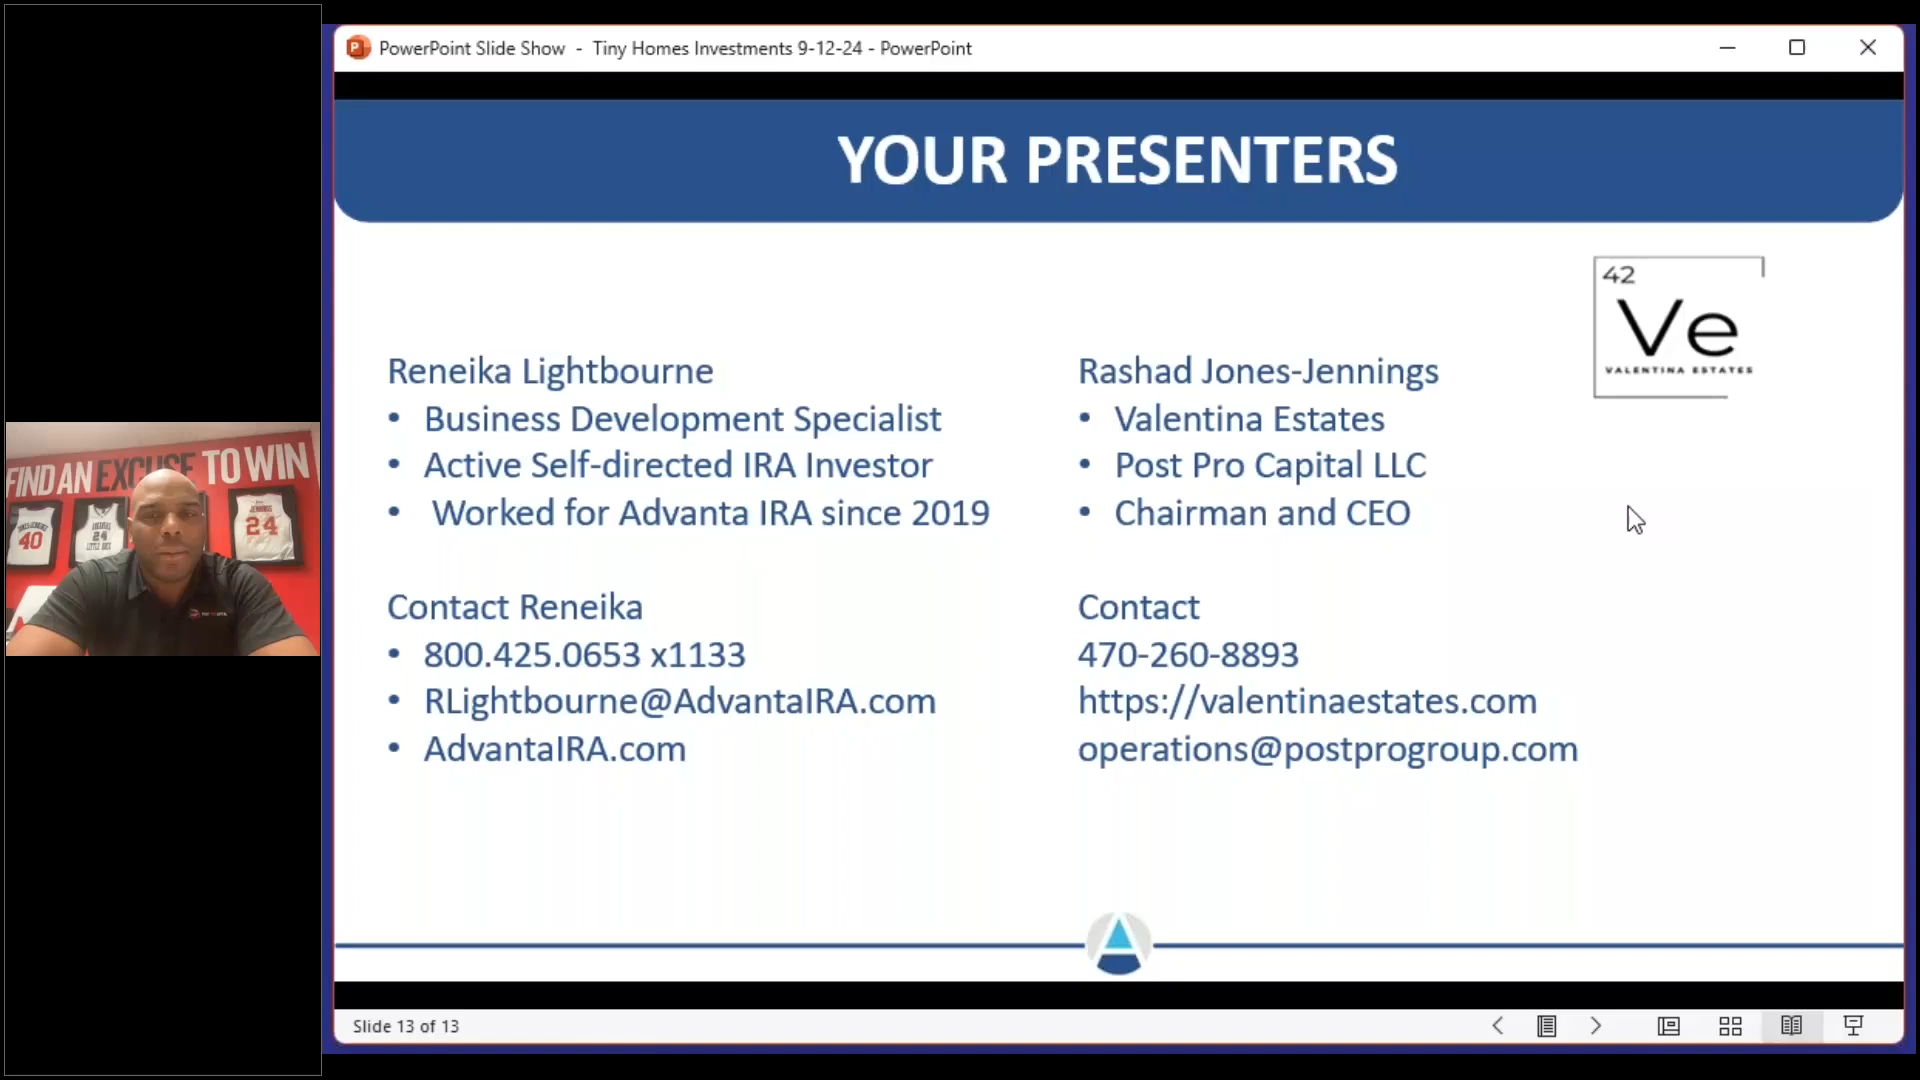 PowerPoint Slide Show - Tiny Homes Investments 9-12-24 - PowerPoint
YOUR PRESENTERS
42
Ve
VALENTINA ESTATES
Reneika Lightbourne
• Business Development Specialist
• Active Self-directed IRA Investor
• Worked for Advanta IRA since 2019
Contact Reneika
• 800.425.0653 x1133
• RLightbourne@AdvantaIRA.com
• AdvantaIRA.com
Rashad Jones-Jennings
• Valentina Estates
• Post Pro Capital LLC
• Chairman and CEO
Contact
470-260-8893
https://valentinaestates.com
operations@postprogroup.com
FIND AN EXCUSE TO WIN
40
24
JENNINGS
24
Slide 13 of 13